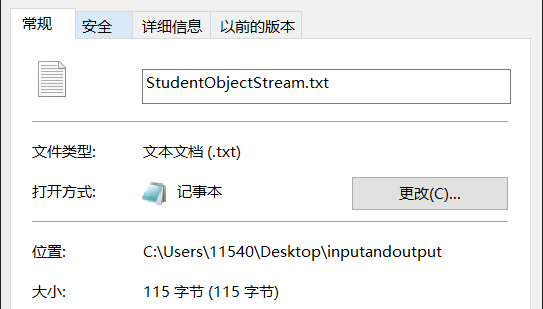 常规 安全 详细信息 以前的版本
StudentObjectStream.txt
文件类型: 文本文档 (.txt)
打开方式: 记事本 更改(C)...
位置: C:\Users\11540\Desktop\inputandoutput
大小: 115 字节 (115 字节)